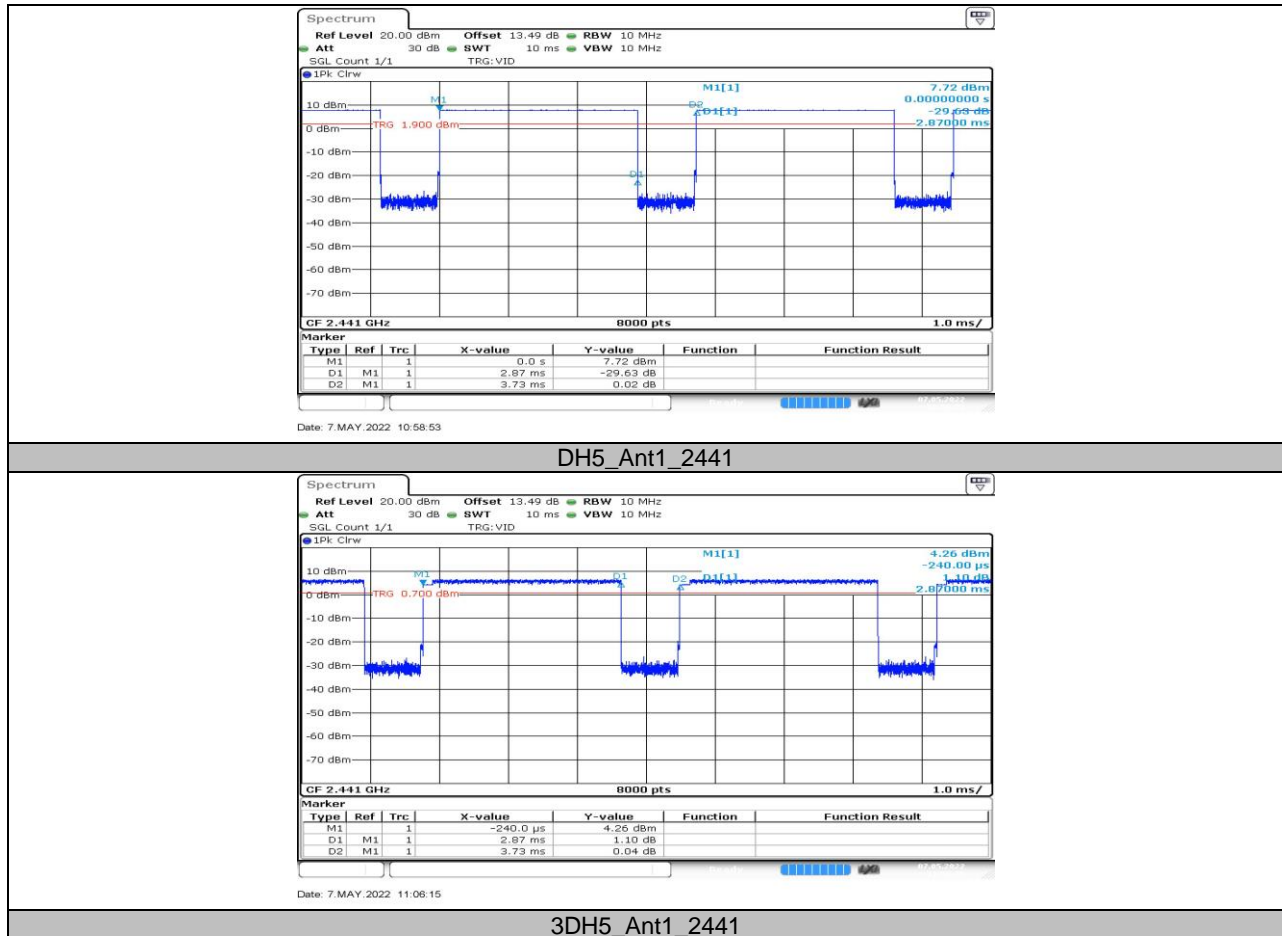 Spectrum
Ref Level 20.00 dBm Offset 13.49 dB RBW 10 MHz
Att 30 dB SWT 10 ms VBW 10 MHz
SGL Count 1/1 TRG:VID
1Pk Clrw
M1[1] 7.72 dBm
0.00000000 s
D1[1] -29.63 dB
2.87000 ms
M1
D2
D1
10 dBm
TRG 1.900 dBm
0 dBm
-10 dBm
-20 dBm
-30 dBm
-40 dBm
-50 dBm
-60 dBm
-70 dBm
CF 2.441 GHz 8000 pts 1.0 ms/
Marker
Type Ref Trc X-value Y-value Function Function Result
M1 1 0.0 s 7.72 dBm
D1 M1 1 2.87 ms -29.63 dB
D2 M1 1 3.73 ms 0.02 dB
Date: 7.MAY.2022 10:58:53
DH5_Ant1_2441
Spectrum
Ref Level 20.00 dBm Offset 13.49 dB RBW 10 MHz
Att 30 dB SWT 10 ms VBW 10 MHz
SGL Count 1/1 TRG:VID
1Pk Clrw
M1[1] 4.26 dBm
-240.00 µs
D1[1] 1.10 dB
2.87000 ms
M1
D1
D2
10 dBm
0 dBm
TRG 0.700 dBm
-10 dBm
-20 dBm
-30 dBm
-40 dBm
-50 dBm
-60 dBm
-70 dBm
CF 2.441 GHz 8000 pts 1.0 ms/
Marker
Type Ref Trc X-value Y-value Function Function Result
M1 1 -240.0 µs 4.26 dBm
D1 M1 1 2.87 ms 1.10 dB
D2 M1 1 3.73 ms 0.04 dB
Date: 7.MAY.2022 11:06:15
3DH5_Ant1_2441